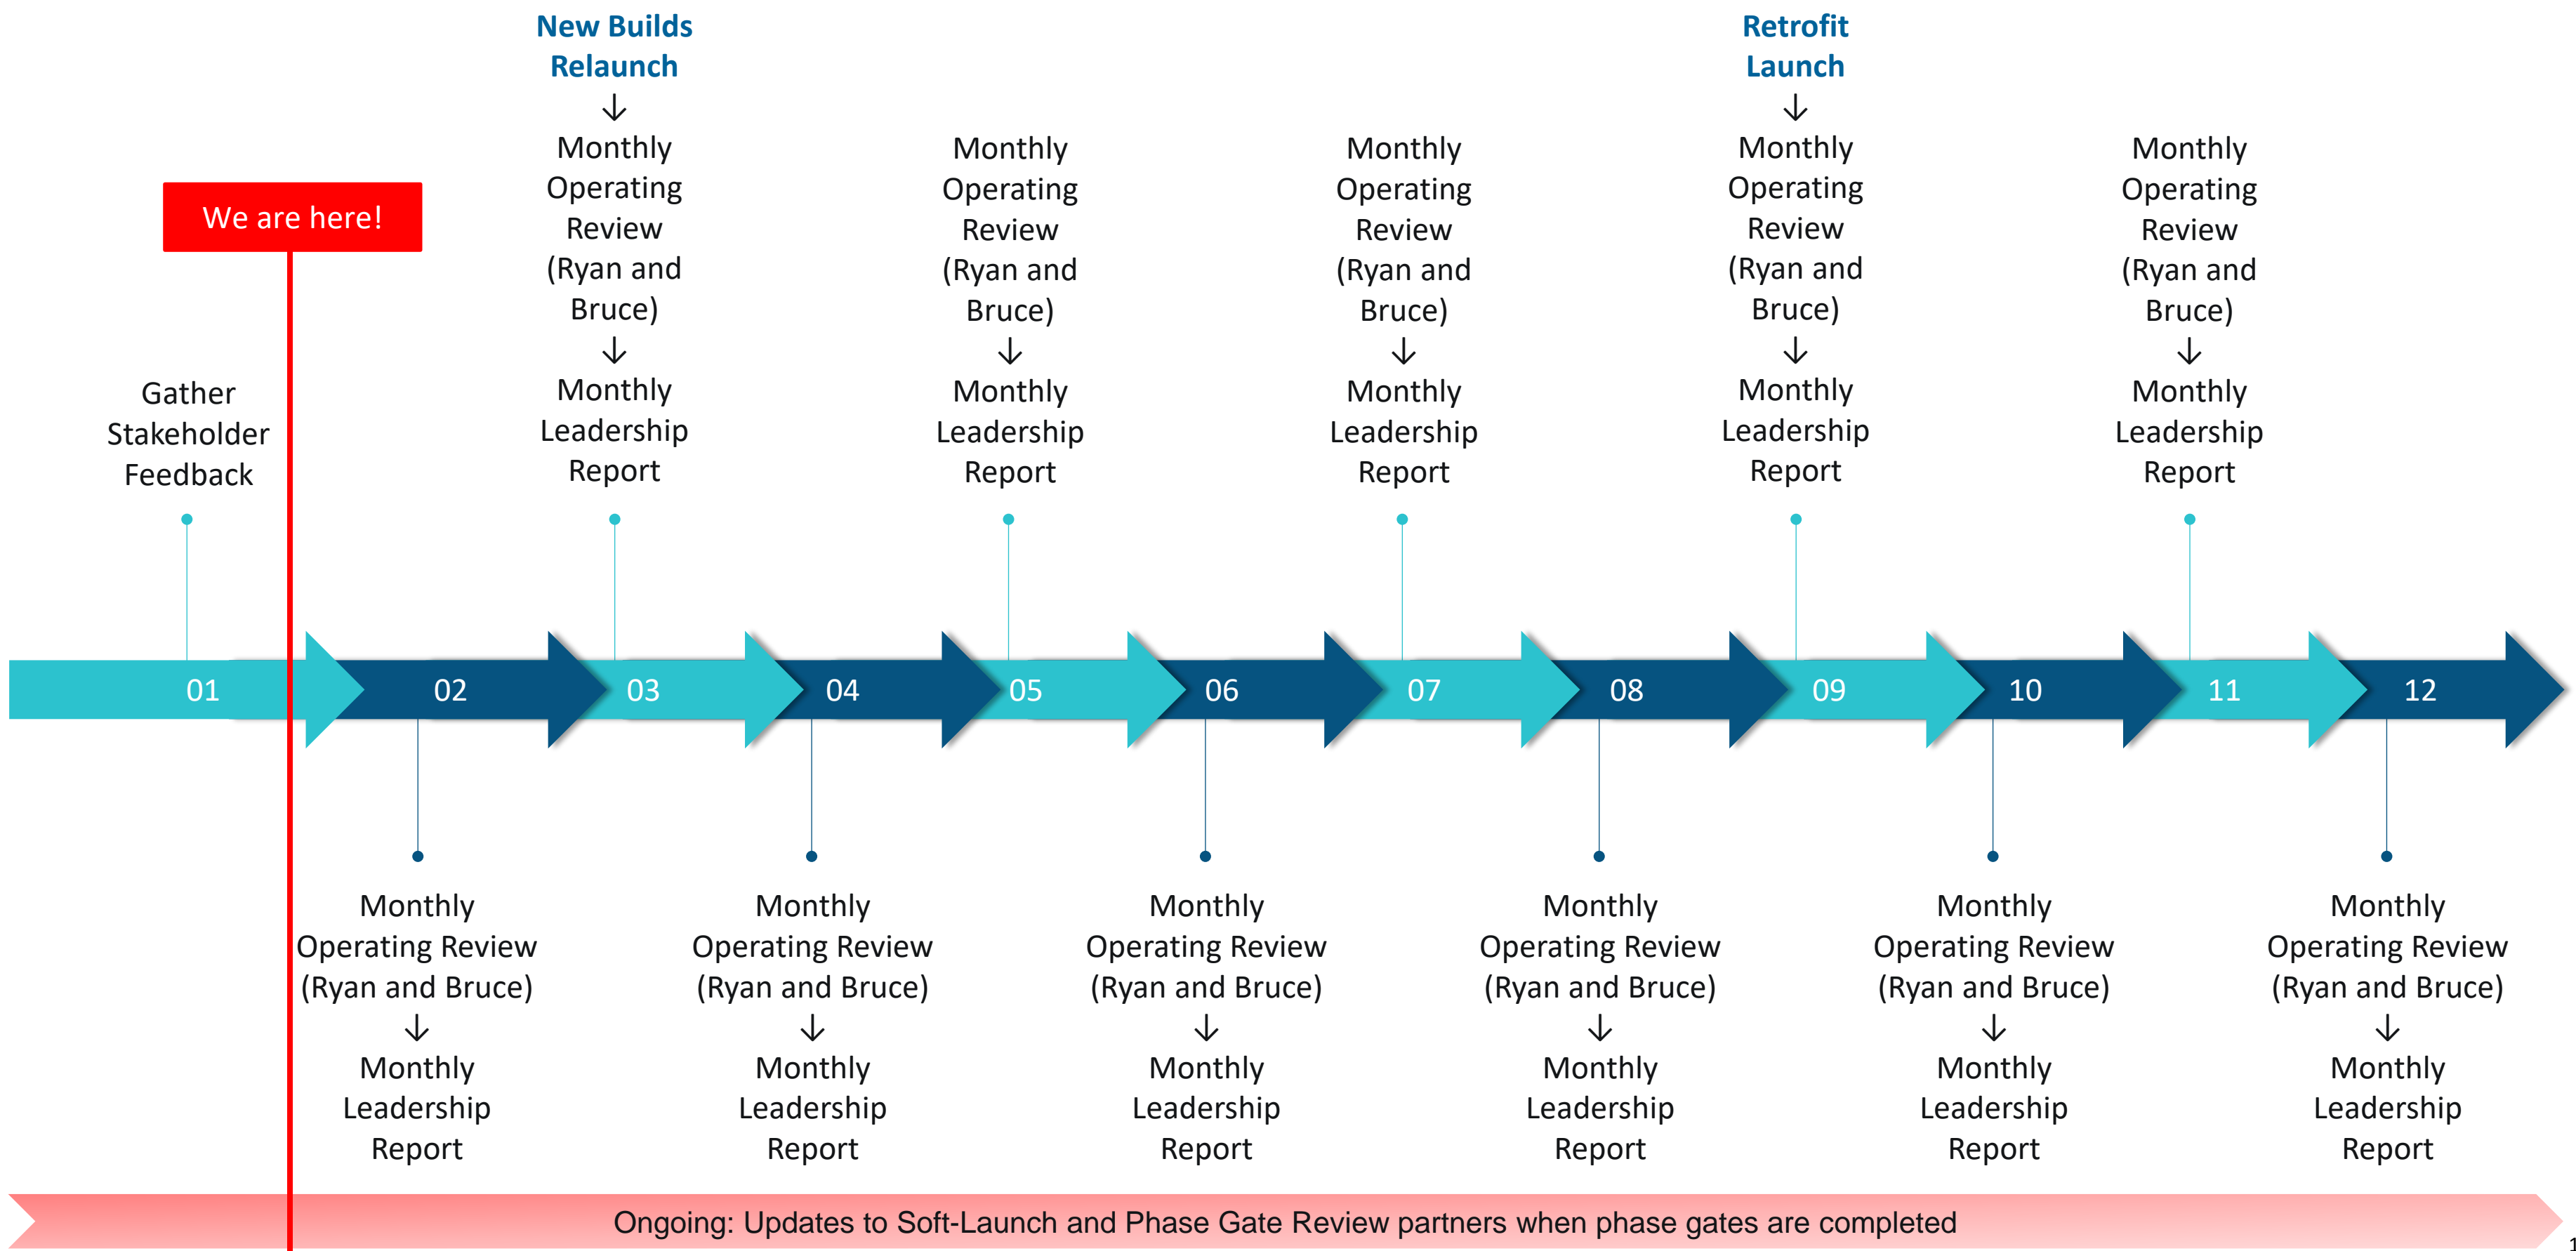 New Builds
Relaunch
↓
Monthly
Operating
Review
(Ryan and
Bruce)
↓
Monthly
Leadership
Report
Retrofit
Launch
↓
Monthly
Operating
Review
(Ryan and
Bruce)
↓
Monthly
Leadership
Report
We are here!
Gather
Stakeholder
Feedback
Monthly
Operating
Review
(Ryan and
Bruce)
↓
Monthly
Leadership
Report
Monthly
Operating
Review
(Ryan and
Bruce)
↓
Monthly
Leadership
Report
Monthly
Operating
Review
(Ryan and
Bruce)
↓
Monthly
Leadership
Report
01
02
03
04
05
06
07
08
09
10
11
12
Monthly
Operating Review
(Ryan and Bruce)
↓
Monthly
Leadership
Report
Monthly
Operating Review
(Ryan and Bruce)
↓
Monthly
Leadership
Report
Monthly
Operating Review
(Ryan and Bruce)
↓
Monthly
Leadership
Report
Monthly
Operating Review
(Ryan and Bruce)
↓
Monthly
Leadership
Report
Monthly
Operating Review
(Ryan and Bruce)
↓
Monthly
Leadership
Report
Monthly
Operating Review
(Ryan and Bruce)
↓
Monthly
Leadership
Report
Ongoing: Updates to Soft-Launch and Phase Gate Review partners when phase gates are completed